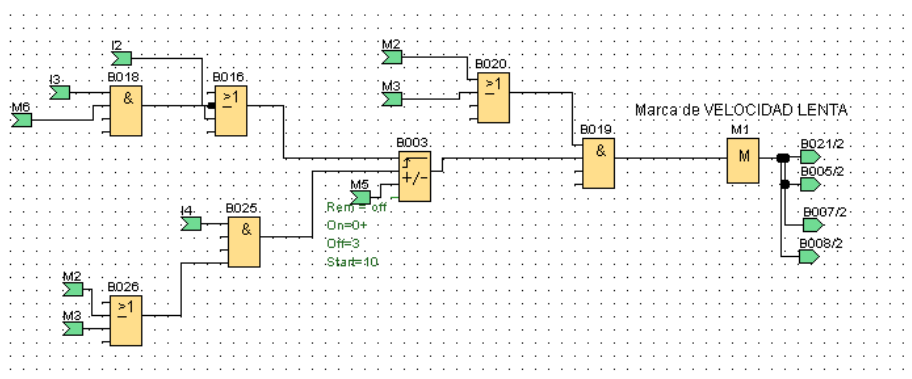 I2
M2
I3
B018
B016
B020
&
>1
>1
M6
M3
Marca de VELOCIDAD LENTA
B019
M1
B003
&
M
B021/2
+/-
B005/2
M5
Rem = off
I4
B025
On=0+
B007/2
&
Off=3
Start=10
B008/2
M2
B026
>1
M3